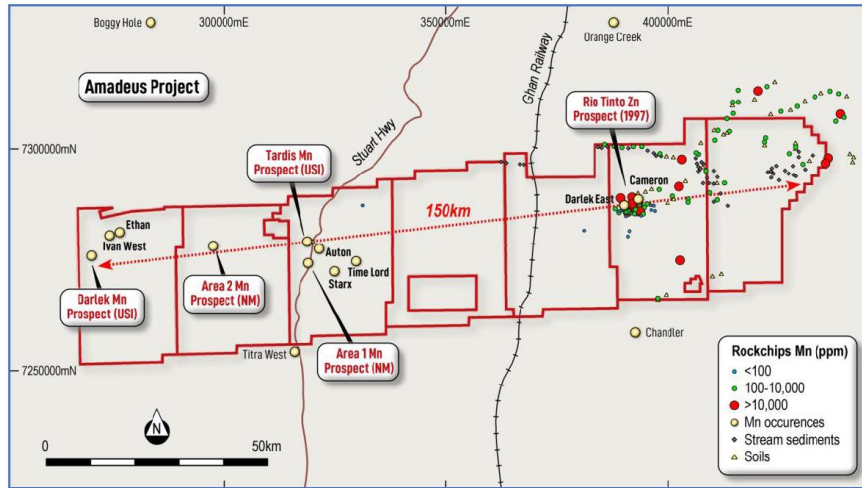 300000mE
350000mE
400000mE
Boggy Hole
Orange Creek
Amadeus Project
Stuart Hwy
Ghan Railway
Rio Tinto Zn
Prospect (1997)
Tardis Mn
Prospect (USI)
7300000mN
Cameron
Darlek East
150km
Ethan
Ivan West
Auton
Time Lord
Starx
Darlek Mn
Prospect (USI)
Area 2 Mn
Prospect (NM)
Area 1 Mn
Prospect (NM)
Titra West
Chandler
7250000mN
Rockchips Mn (ppm)
<100
100-10,000
>10,000
Mn occurences
Stream sediments
Soils
N
0
50km